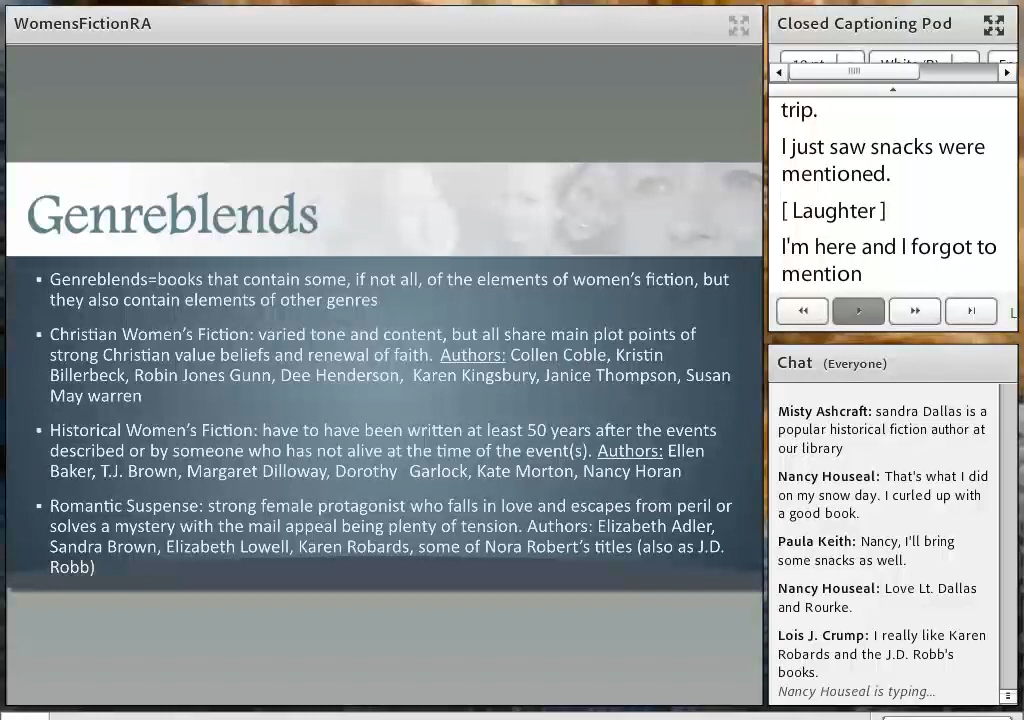 WomensFictionRA
Genreblends
▪ Genreblends=books that contain some, if not all, of the elements of women's fiction, but
they also contain elements of other genres
▪ Christian Women's Fiction: varied tone and content, but all share main plot points of
strong Christian value beliefs and renewal of faith. Authors: Collen Coble, Kristin
Billerbeck, Robin Jones Gunn, Dee Henderson, Karen Kingsbury, Janice Thompson, Susan
May warren
▪ Historical Women's Fiction: have to have been written at least 50 years after the events
described or by someone who has not alive at the time of the event(s). Authors: Ellen
Baker, T.J. Brown, Margaret Dilloway, Dorothy Garlock, Kate Morton, Nancy Horan
▪ Romantic Suspense: strong female protagonist who falls in love and escapes from peril or
solves a mystery with the mail appeal being plenty of tension. Authors: Elizabeth Adler,
Sandra Brown, Elizabeth Lowell, Karen Robards, some of Nora Robert's titles (also as J.D.
Robb)
Closed Captioning Pod
trip.
I just saw snacks were
mentioned.
[ Laughter ]
I'm here and I forgot to
mention
Chat (Everyone)
Misty Ashcraft: sandra Dallas is a
popular historical fiction author at
our library
Nancy Houseal: That's what I did
on my snow day. I curled up with
a good book.
Paula Keith: Nancy, I'll bring
some snacks as well.
Nancy Houseal: Love Lt. Dallas
and Rourke.
Lois J. Crump: I really like Karen
Robards and the J.D. Robb's
books.
Nancy Houseal is typing...